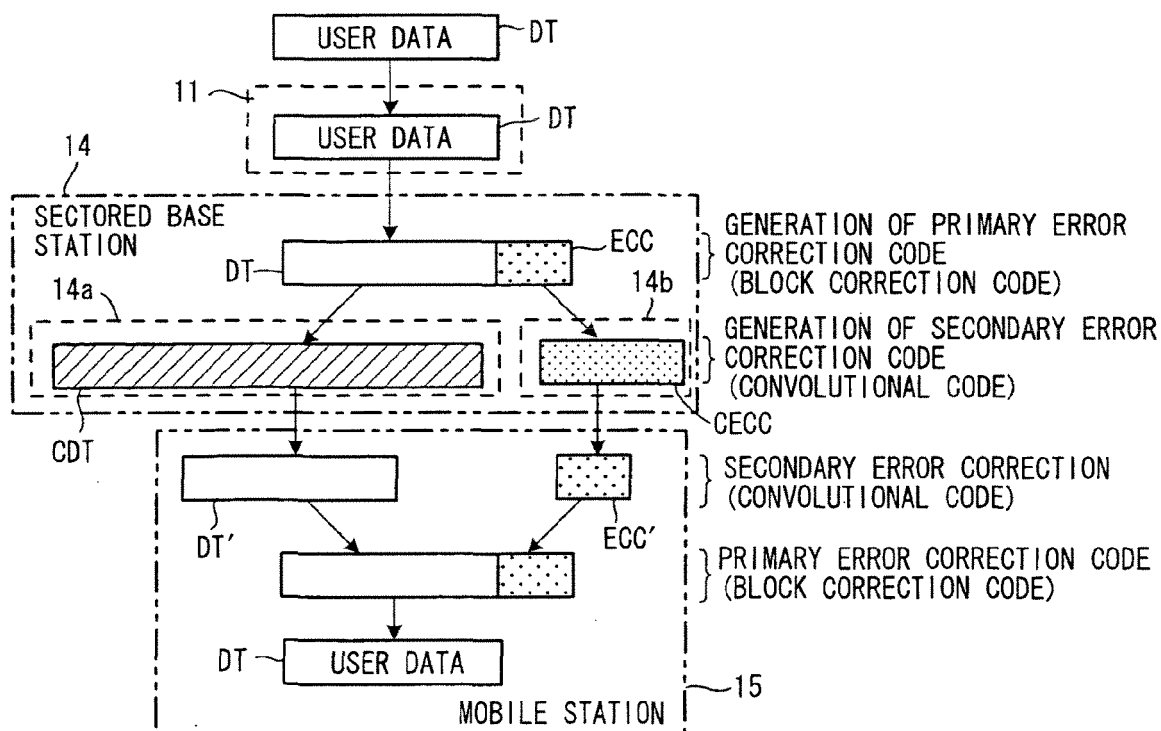 USER DATA
DT
11
USER DATA
DT
14
SECTORED BASE
STATION
DT
ECC
GENERATION OF PRIMARY ERROR
CORRECTION CODE
(BLOCK CORRECTION CODE)
14a
14b
GENERATION OF SECONDARY ERROR
CORRECTION CODE
(CONVOLUTIONAL CODE)
CDT
CECC
DT'
ECC'
SECONDARY ERROR CORRECTION
(CONVOLUTIONAL CODE)
PRIMARY ERROR CORRECTION CODE
(BLOCK CORRECTION CODE)
DT
USER DATA
15
MOBILE STATION